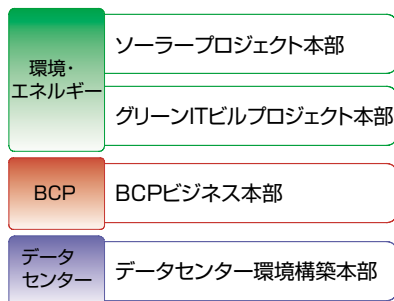 環境・
エネルギー
ソーラープロジェクト本部
グリーンITビルプロジェクト本部
BCP
BCPビジネス本部
データ
センター
データセンター環境構築本部